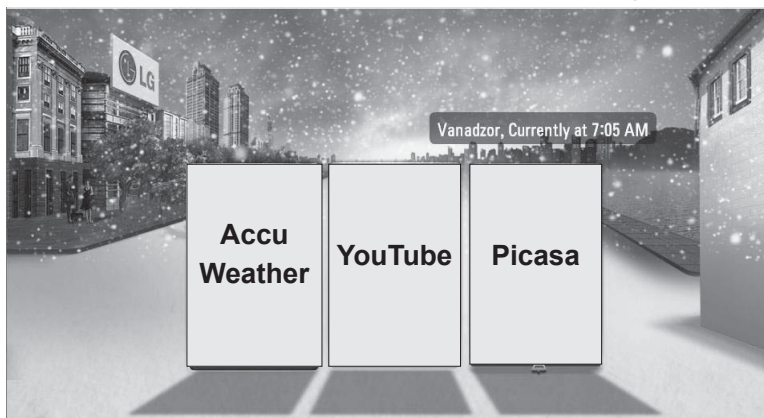 LG
Vanadzor, Currently at 7:05 AM
Accu
Weather
YouTube
Picasa